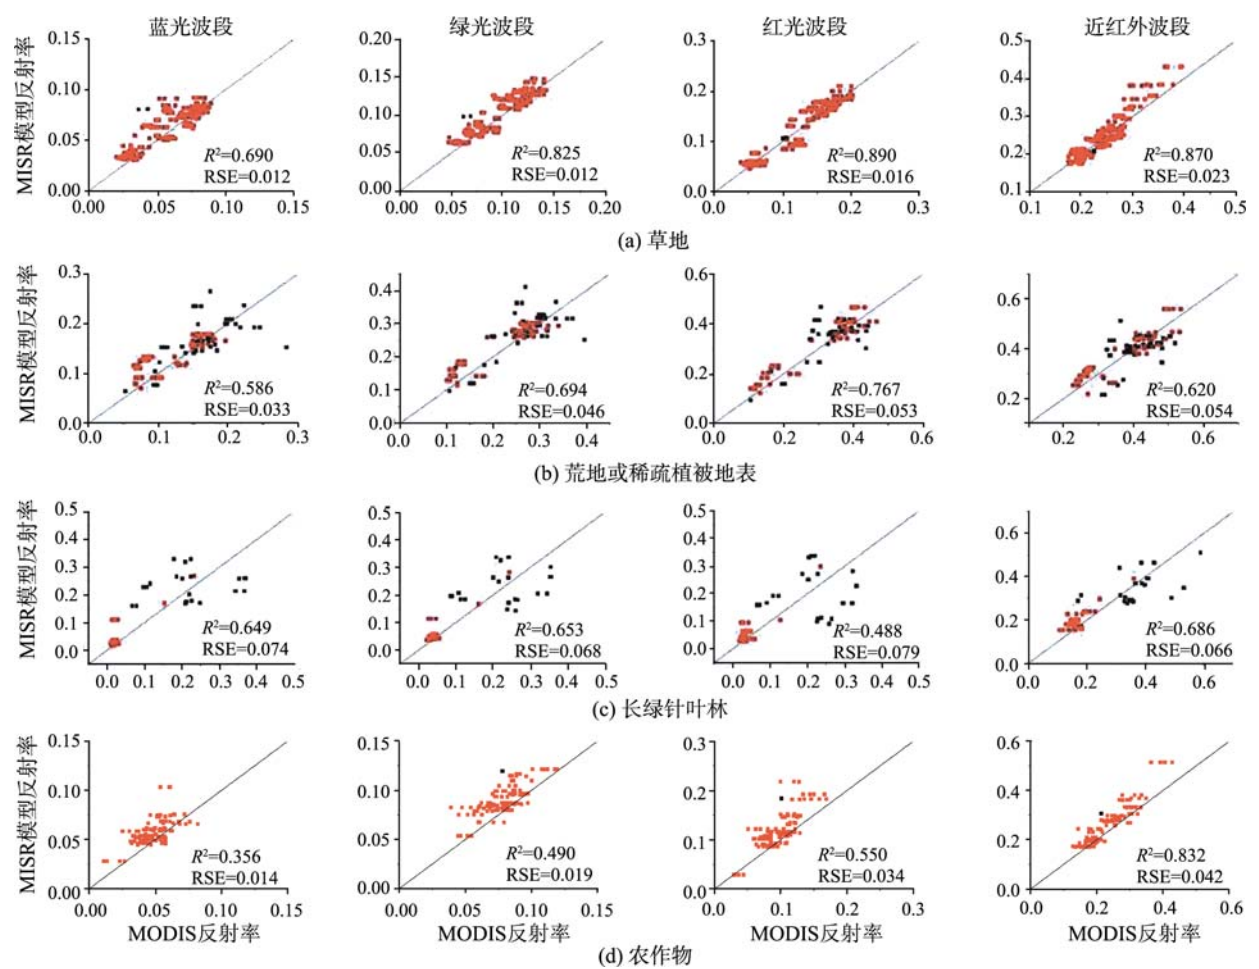 蓝光波段 绿光波段 红光波段 近红外波段
MISR模型反射率
0.15 0.10 0.05 0.00
R²=0.690
RSE=0.012
0.00 0.05 0.10 0.15
0.20 0.15 0.10 0.05 0.00
R²=0.825
RSE=0.012
0.00 0.05 0.10 0.15 0.20
0.3 0.2 0.1 0.0
R²=0.890
RSE=0.016
0.0 0.1 0.2 0.3
0.5 0.4 0.3 0.2 0.1
R²=0.870
RSE=0.023
0.1 0.2 0.3 0.4 0.5
(a) 草地
MISR模型反射率
0.3 0.2 0.1 0.0
R²=0.586
RSE=0.033
0.0 0.1 0.2 0.3
0.4 0.3 0.2 0.1 0.0
R²=0.694
RSE=0.046
0.0 0.1 0.2 0.3 0.4
0.6 0.4 0.2 0.0
R²=0.767
RSE=0.053
0.0 0.2 0.4 0.6
0.6 0.4 0.2
R²=0.620
RSE=0.054
0.2 0.4 0.6
(b) 荒地或稀疏植被地表
MISR模型反射率
0.5 0.4 0.3 0.2 0.1 0.0
R²=0.649
RSE=0.074
0.0 0.1 0.2 0.3 0.4 0.5
0.5 0.4 0.3 0.2 0.1 0.0
R²=0.653
RSE=0.068
0.0 0.1 0.2 0.3 0.4 0.5
0.5 0.4 0.3 0.2 0.1 0.0
R²=0.488
RSE=0.079
0.0 0.1 0.2 0.3 0.4 0.5
0.6 0.4 0.2 0.0
R²=0.686
RSE=0.066
0.0 0.2 0.4 0.6
(c) 长绿针叶林
MISR模型反射率
0.15 0.10 0.05 0.00
R²=0.356
RSE=0.014
0.00 0.05 0.10 0.15
0.15 0.10 0.05 0.00
R²=0.490
RSE=0.019
0.00 0.05 0.10 0.15
0.3 0.2 0.1 0.0
R²=0.550
RSE=0.034
0.0 0.1 0.2 0.3
0.6 0.4 0.2 0.0
R²=0.832
RSE=0.042
0.0 0.2 0.4 0.6
MODIS反射率 MODIS反射率 MODIS反射率 MODIS反射率
(d) 农作物